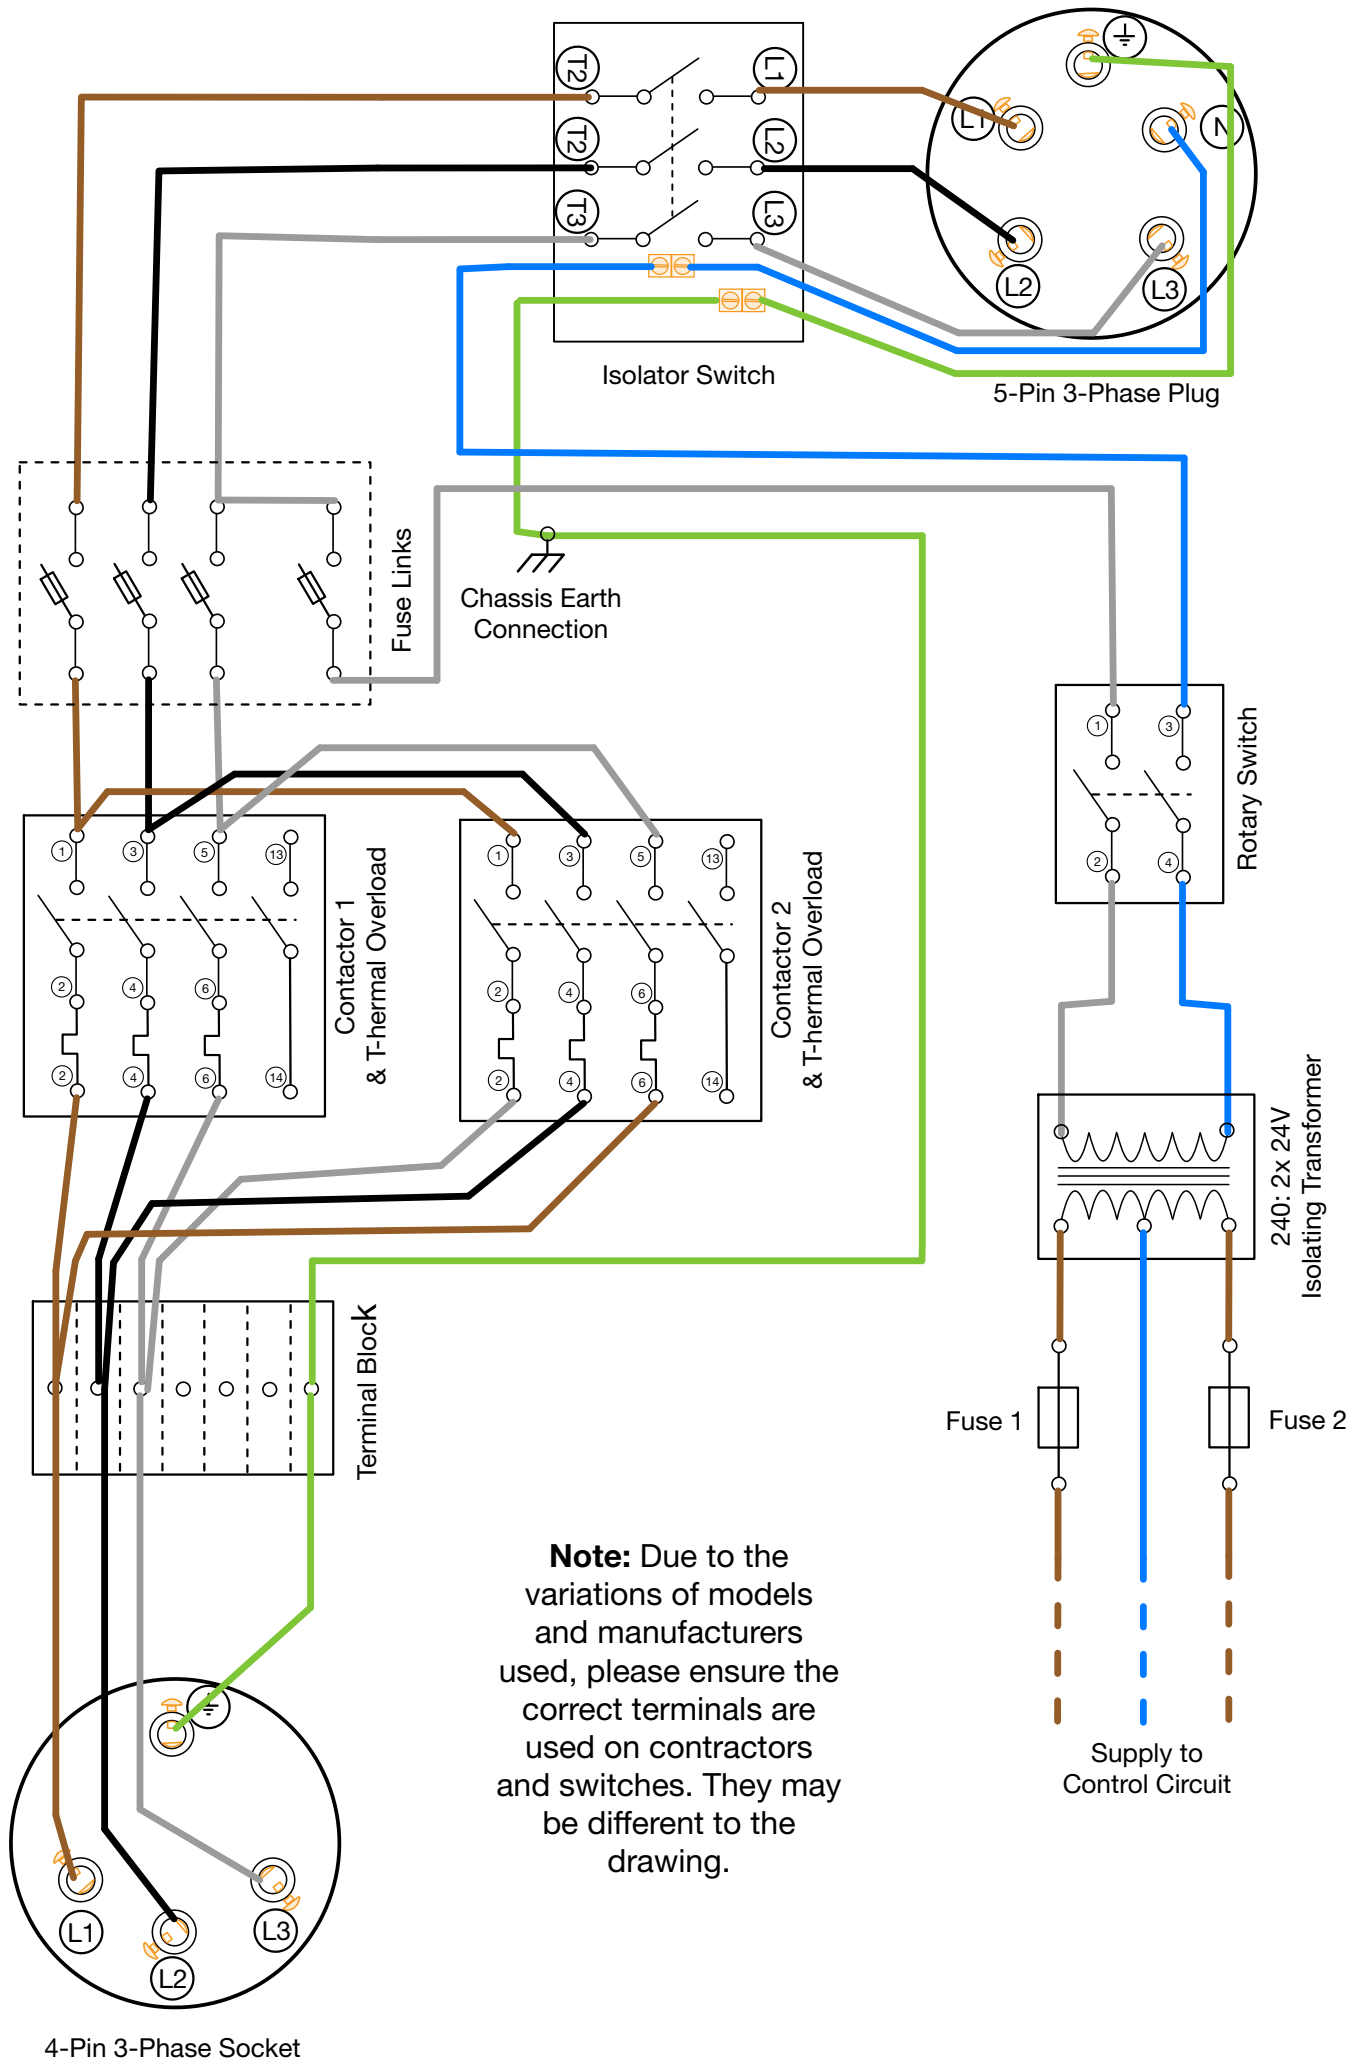 T2
L1
T2
L2
T3
L3
Isolator Switch
L1
N
L2
L3
5-Pin 3-Phase Plug
Fuse Links
Chassis Earth
Connection
1
3
2
4
Rotary Switch
1
3
5
13
2
4
6
2
4
6
14
Contactor 1
& T-hermal Overload
1
3
5
13
2
4
6
2
4
6
14
Contactor 2
& T-hermal Overload
240: 2x 24V
Isolating Transformer
Terminal Block
Fuse 1
Fuse 2
Note: Due to the
variations of models
and manufacturers
used, please ensure the
correct terminals are
used on contractors
and switches. They may
be different to the
drawing.
Supply to
Control Circuit
L1
L2
L3
4-Pin 3-Phase Socket